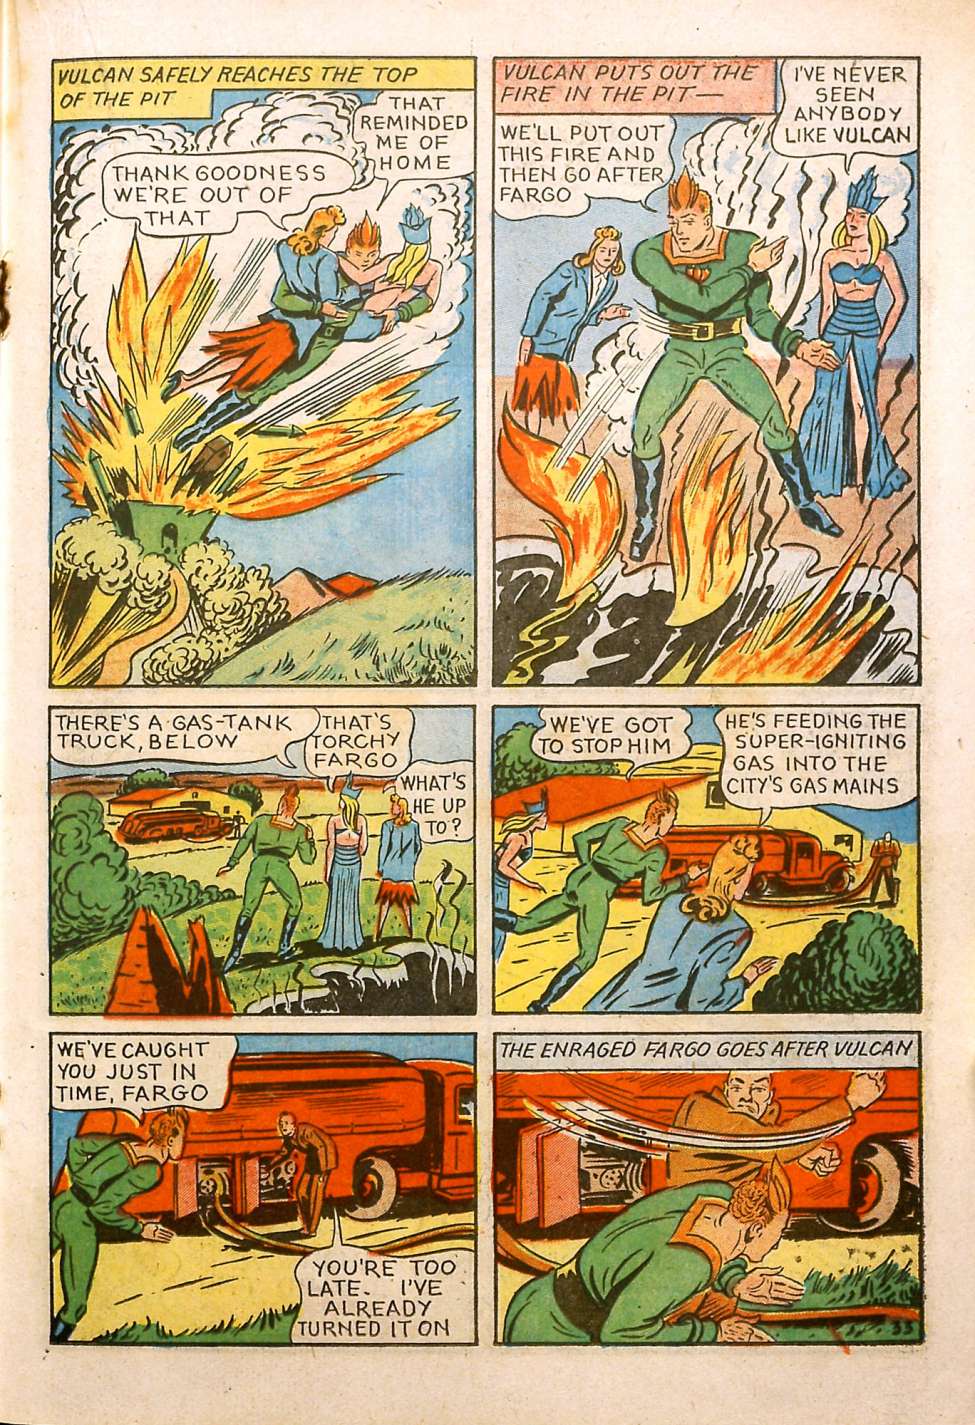 VULCAN SAFELY REACHES THE TOP
OF THE PIT
THAT
REMINDED
ME OF
HOME
THANK GOODNESS
WE'RE OUT OF
THAT
VULCAN PUTS OUT THE
FIRE IN THE PIT—
I'VE NEVER
SEEN
ANYBODY
LIKE VULCAN
WE'LL PUT OUT
THIS FIRE AND
THEN GO AFTER
FARGO
THERE'S A GAS-TANK
TRUCK, BELOW
THAT'S
TORCHY
FARGO
WHAT'S
HE UP
TO?
WE'VE GOT
TO STOP HIM
HE'S FEEDING THE
SUPER-IGNITING
GAS INTO THE
CITY'S GAS MAINS
WE'VE CAUGHT
YOU JUST IN
TIME, FARGO
YOU'RE TOO
LATE. I'VE
ALREADY
TURNED IT ON
THE ENRAGED FARGO GOES AFTER VULCAN
33